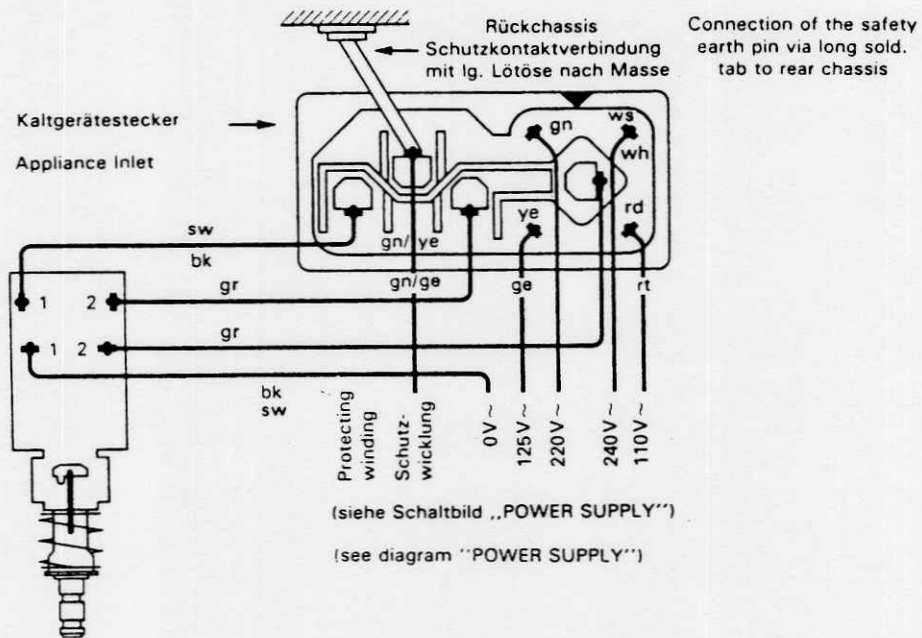 Rückchassis
Schutzkontaktverbindung
mit lg. Lötöse nach Masse
Connection of the safety
earth pin via long sold.
tab to rear chassis
Kaltgerätestecker
Appliance Inlet
gn
ws
wh
ye
rd
sw
bk
gn/ye
gn/ge
ge
rt
1 2
gr
1 2
gr
bk
sw
Protecting
winding
Schutz-
wicklung
0V~
125V~
220V~
240V~
110V~
(siehe Schaltbild „POWER SUPPLY")
(see diagram "POWER SUPPLY")